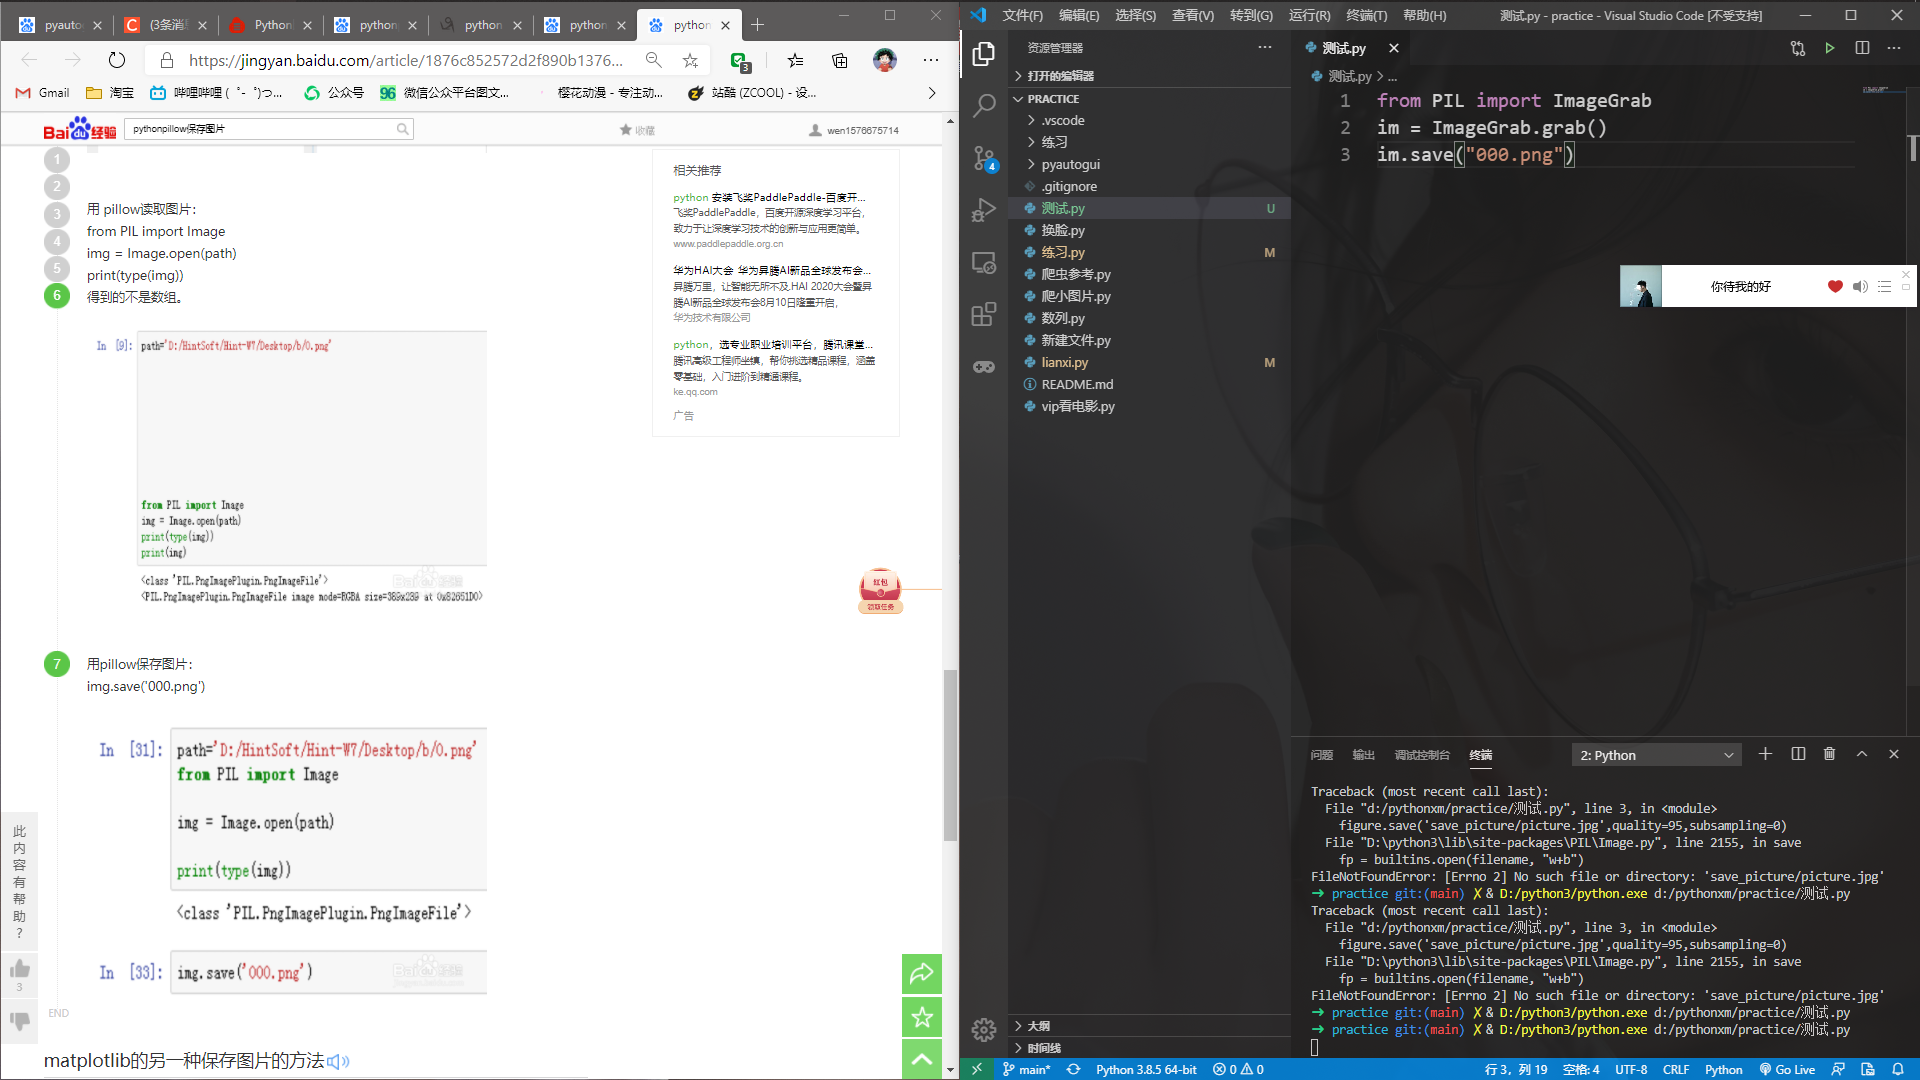 pyauto
(3条消
Python
python
python
python
python
https://jingyan.baidu.com/article/1876c852572d2f890b1376...
3
Gmail
淘宝
哔哩哔哩 ( ゜- ゜)つ...
公众号
96 微信公众平台图文...
樱花动漫 - 专注动...
站酷 (ZCOOL) - 设...
Bai du 经验
pythonpillow保存图片
收藏
wen1576675714
1
2
3
4
5
6
用 pillow读取图片：
from PIL import Image
img = Image.open(path)
print(type(img))
得到的不是数组。
In [9]: path='D:/HintSoft/Hint-W7/Desktop/b/0.png'
from PIL import Image
img = Image.open(path)
print(type(img))
print(img)
<class 'PIL.PngImagePlugin.PngImageFile'>
<PIL.PngImagePlugin.PngImageFile image mode=RGBA size=389x239 at 0x82651D0>
7
用pillow保存图片：
img.save('000.png')
In [31]: path='D:/HintSoft/Hint-W7/Desktop/b/0.png'
from PIL import Image
img = Image.open(path)
print(type(img))
<class 'PIL.PngImagePlugin.PngImageFile'>
In [33]: img.save('000.png')
END
matplotlib的另一种保存图片的方法
此内容有帮助?
3
相关推荐
python 安装飞桨PaddlePaddle-百度开...
飞桨PaddlePaddle，百度开源深度学习平台，
致力于让深度学习技术的创新与应用更简单。
www.paddlepaddle.org.cn
华为HAI大会 华为昇腾AI新品全球发布会...
昇腾万里，让智能无所不及.HAI 2020大会暨昇
腾AI新品全球发布会8月10日隆重开启，
华为技术有限公司
python，选专业职业培训平台，腾讯课堂...
腾讯高级工程师坐镇，帮你挑选精品课程，涵盖
零基础，入门进阶到精通课程。
ke.qq.com
广告
红包
领取任务
文件(F) 编辑(E) 选择(S) 查看(V) 转到(G) 运行(R) 终端(T) 帮助(H)
测试.py - practice - Visual Studio Code [不受支持]
资源管理器
打开的编辑器
PRACTICE
.vscode
练习
pyautogui
.gitignore
测试.py U
换脸.py
练习.py M
爬虫参考.py
爬小图片.py
数列.py
新建文件.py
lianxi.py M
README.md
vip看电影.py
4
大纲
时间线
测试.py
测试.py > ...
1 from PIL import ImageGrab
2 im = ImageGrab.grab()
3 im.save("000.png")
你待我的好
问题 输出 调试控制台 终端
2: Python
Traceback (most recent call last):
File "d:/pythonxm/practice/测试.py", line 3, in <module>
figure.save('save_picture/picture.jpg',quality=95,subsampling=0)
File "D:\python3\lib\site-packages\PIL\Image.py", line 2155, in save
fp = builtins.open(filename, "w+b")
FileNotFoundError: [Errno 2] No such file or directory: 'save_picture/picture.jpg'
➜ practice git:(main) ✗ & D:/python3/python.exe d:/pythonxm/practice/测试.py
Traceback (most recent call last):
File "d:/pythonxm/practice/测试.py", line 3, in <module>
figure.save('save_picture/picture.jpg',quality=95,subsampling=0)
File "D:\python3\lib\site-packages\PIL\Image.py", line 2155, in save
fp = builtins.open(filename, "w+b")
FileNotFoundError: [Errno 2] No such file or directory: 'save_picture/picture.jpg'
➜ practice git:(main) ✗ & D:/python3/python.exe d:/pythonxm/practice/测试.py
➜ practice git:(main) ✗ & D:/python3/python.exe d:/pythonxm/practice/测试.py
main* Python 3.8.5 64-bit 0 0 行 3，列 19 空格: 4 UTF-8 CRLF Python Go Live